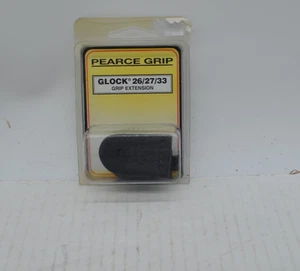 PEARCE GRIP
GLOCK® 26/27/33
GRIP EXTENSION